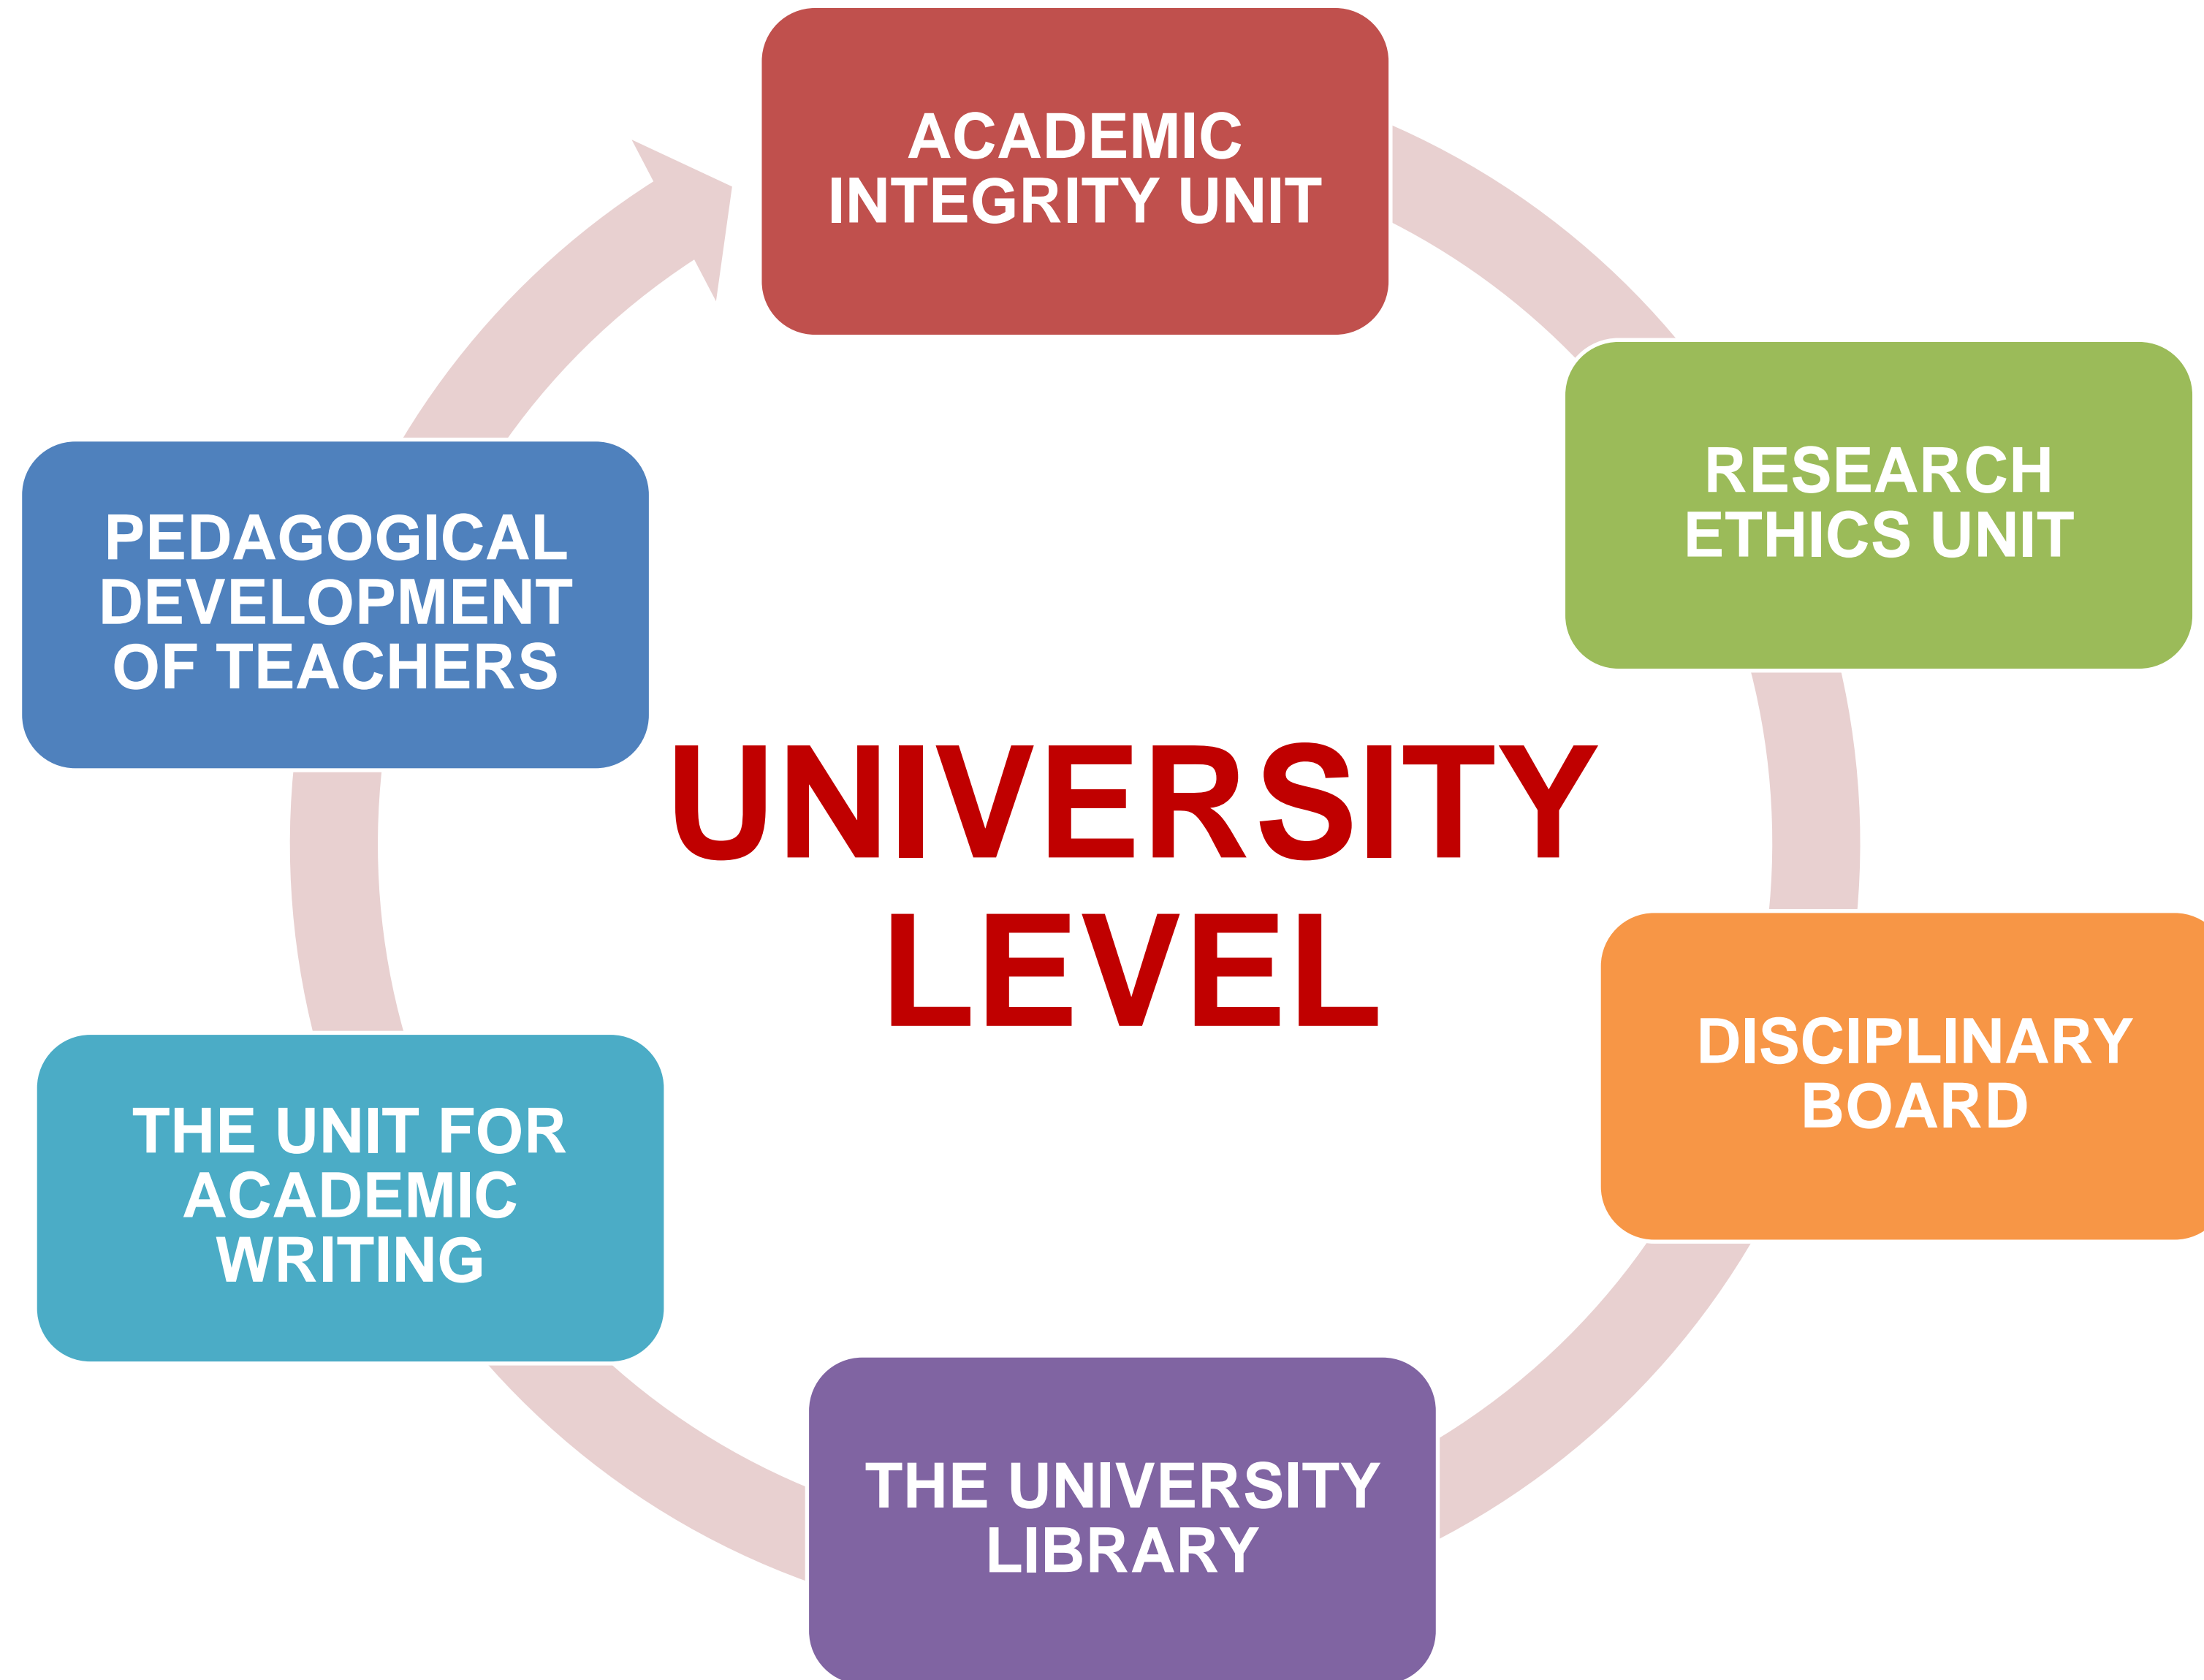 ACADEMIC
INTEGRITY UNIT
RESEARCH
ETHICS UNIT
DISCIPLINARY
BOARD
THE UNIVERSITY
LIBRARY
THE UNIT FOR
ACADEMIC
WRITING
PEDAGOGICAL
DEVELOPMENT
OF TEACHERS
UNIVERSITY
LEVEL